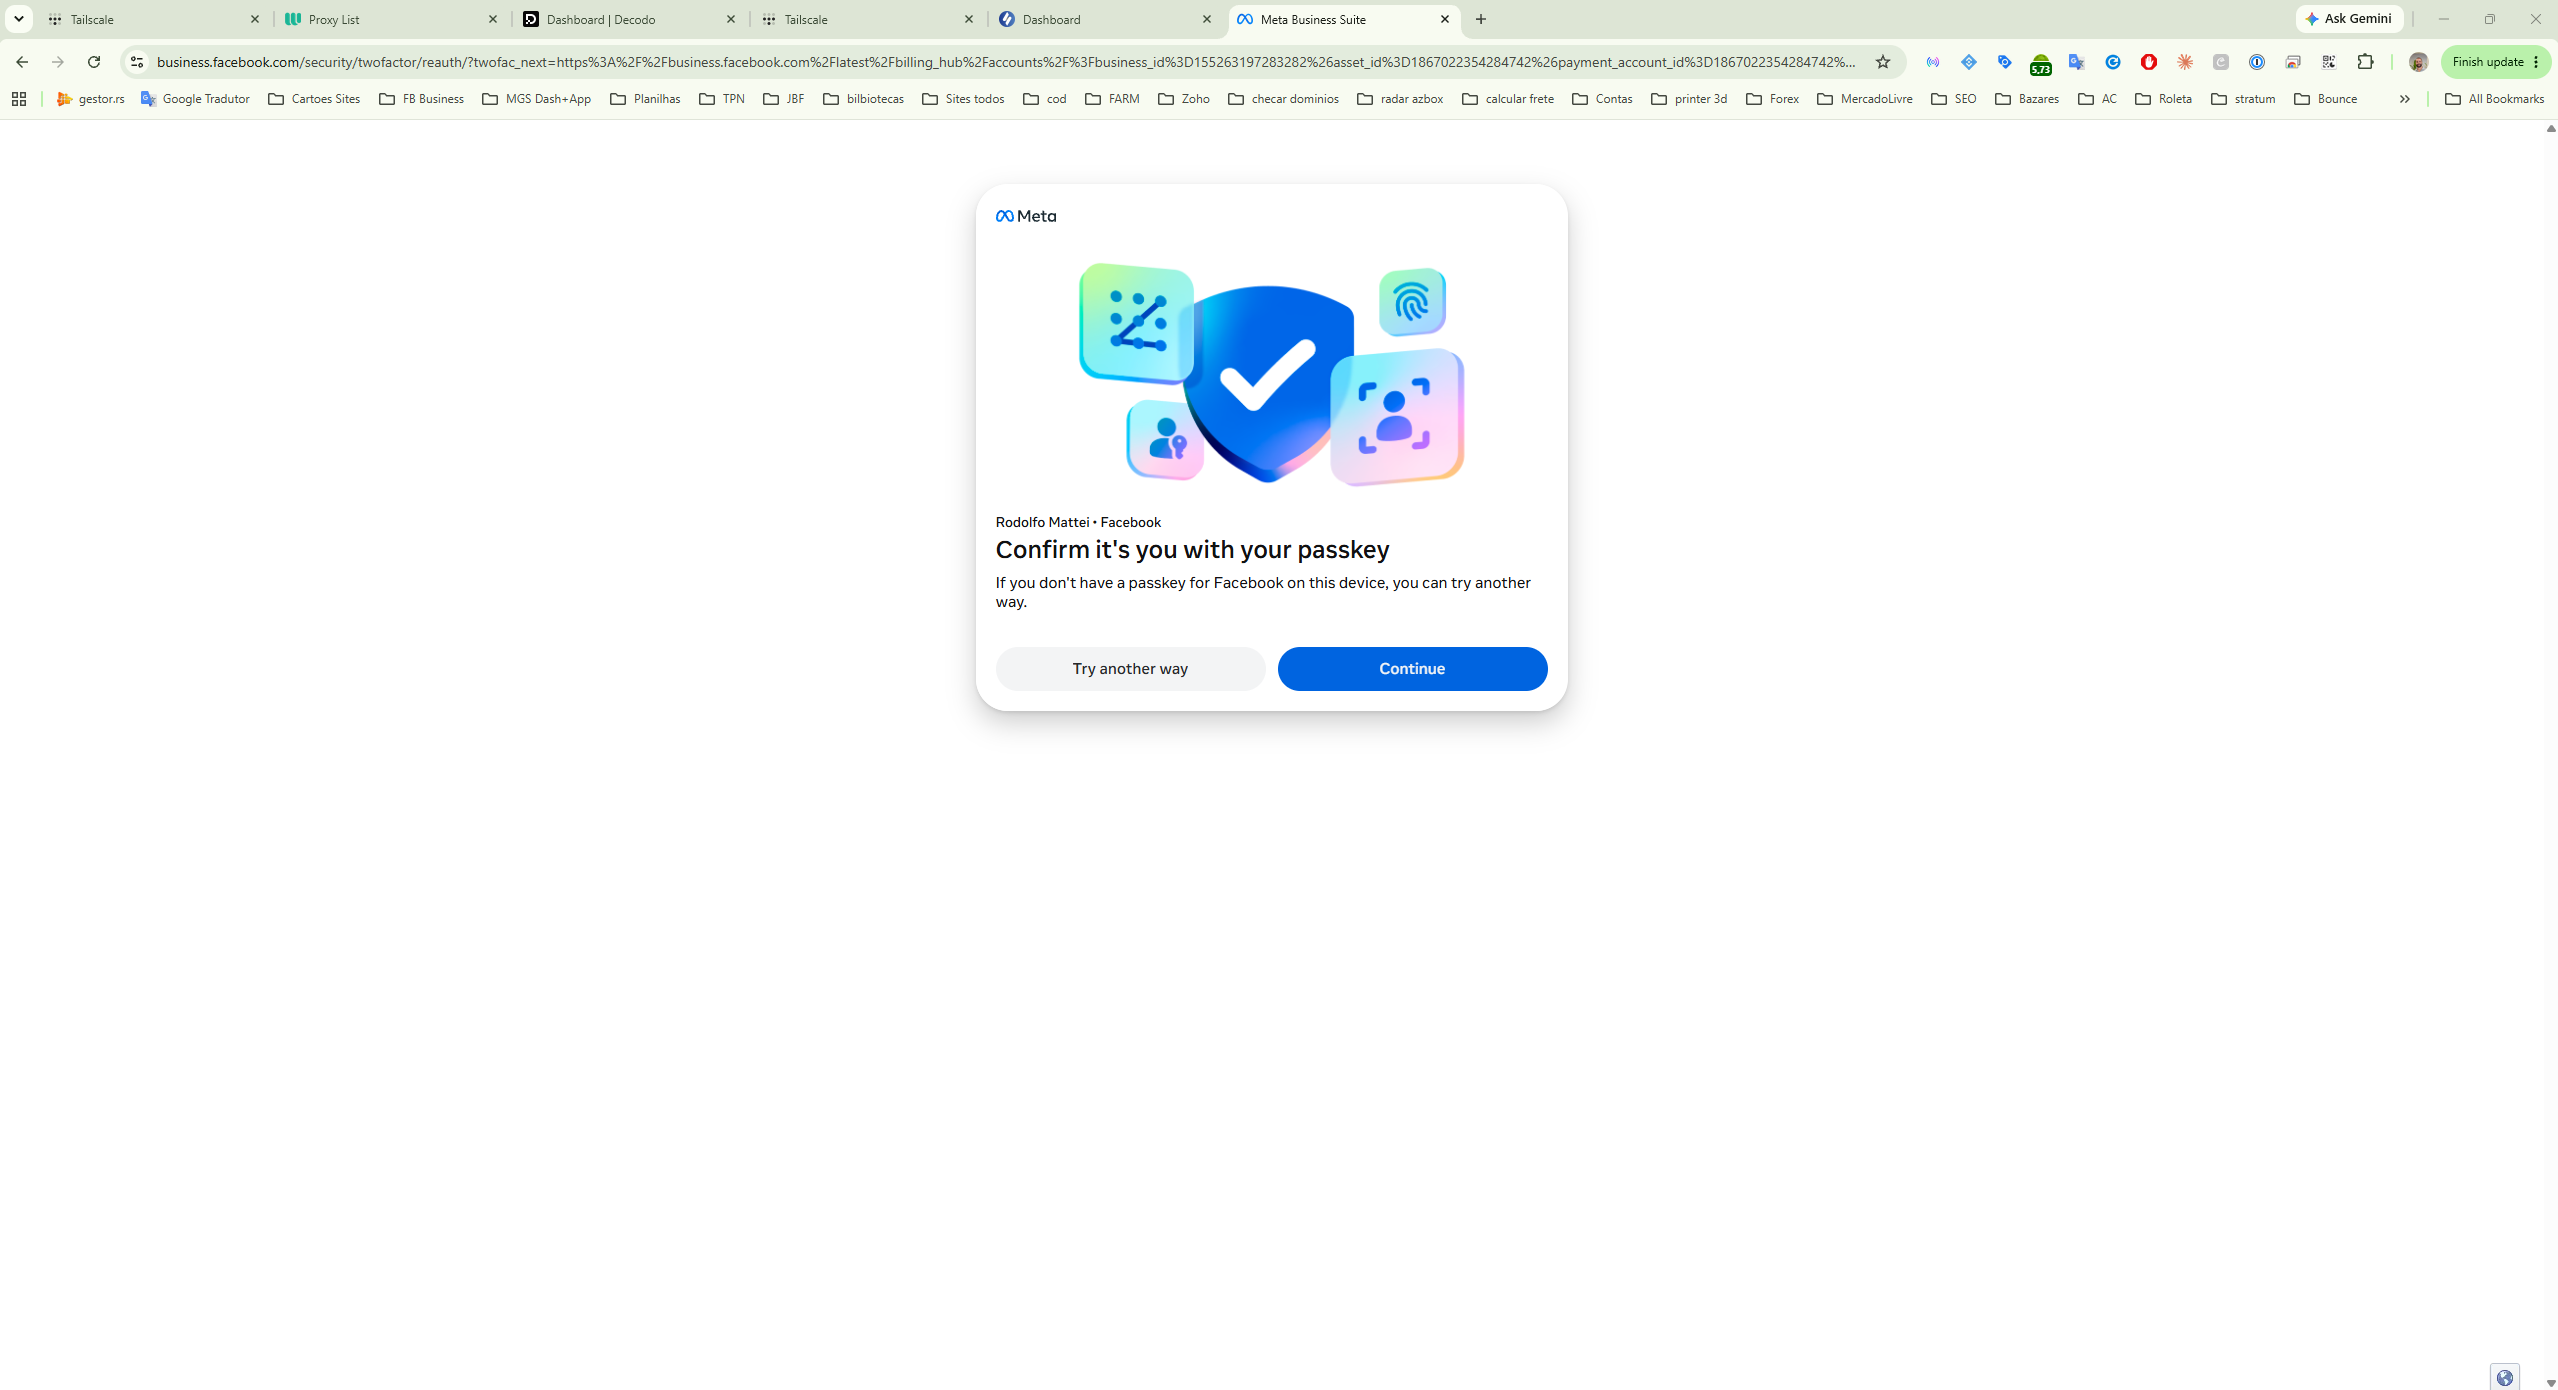 Tailscale
Proxy List
Dashboard | Decodo
Tailscale
Dashboard
Meta Business Suite
Ask Gemini
business.facebook.com/security/twofactor/reauth/?twofac_next=https%3A%2F%2Fbusiness.facebook.com%2Flatest%2Fbilling_hub%2Faccounts%2F%3Fbusiness_id%3D155263197283282%26asset_id%3D1867022354284742%26payment_account_id%3D1867022354284742%...
5,73
Finish update
gestor.rs
Google Tradutor
Cartoes Sites
FB Business
MGS Dash+App
Planilhas
TPN
JBF
bilbiotecas
Sites todos
cod
FARM
Zoho
checar dominios
radar azbox
calcular frete
Contas
printer 3d
Forex
MercadoLivre
SEO
Bazares
AC
Roleta
stratum
Bounce
All Bookmarks
Meta
Rodolfo Mattei • Facebook
Confirm it's you with your passkey
If you don't have a passkey for Facebook on this device, you can try another
way.
Try another way
Continue